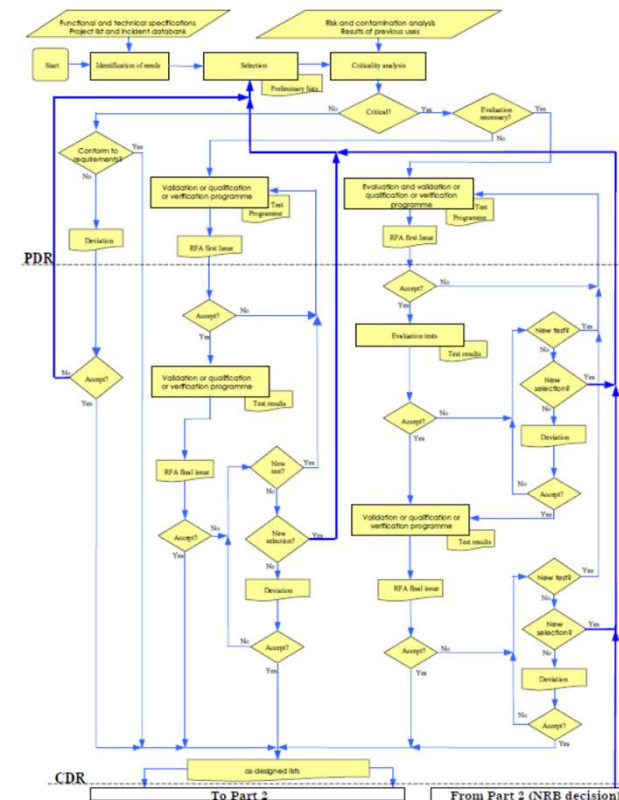 Functional and technical specifications
Project list and Incident databank
Risk and contamination analysis
Results of previous uses
Start
Identification of needs
Selection
Criticality analysis
Preliminary lists
No
Critical?
Yes
Evaluation
necessary?
Yes
No
Conform to
requirements?
Yes
No
Validation or qualification
or verification programme
Test
Programme
Evaluation and validation or
qualification or verification
programme
Test
Programme
Deviation
RFA first Issue
RFA first Issue
PDR
Accept?
No
Yes
Accept?
No
Yes
Evaluation tests
Test results
New test?
Yes
No
No
Accept?
Yes
Validation or qualification
or verification programme
Test results
New
selection?
Yes
No
Accept?
No
Yes
Deviation
No
Accept?
Yes
RFA final issue
New
test?
Yes
No
Validation or qualification or
verification programme
Test results
Accept?
No
Yes
New
selection?
Yes
No
RFA final issue
New test?
Yes
No
Deviation
New
selection?
Yes
No
No
Accept?
Yes
Accept?
No
Yes
Deviation
No
Accept?
Yes
as-designed lists
CDR
To Part 2
From Part 2 (NRB decision)